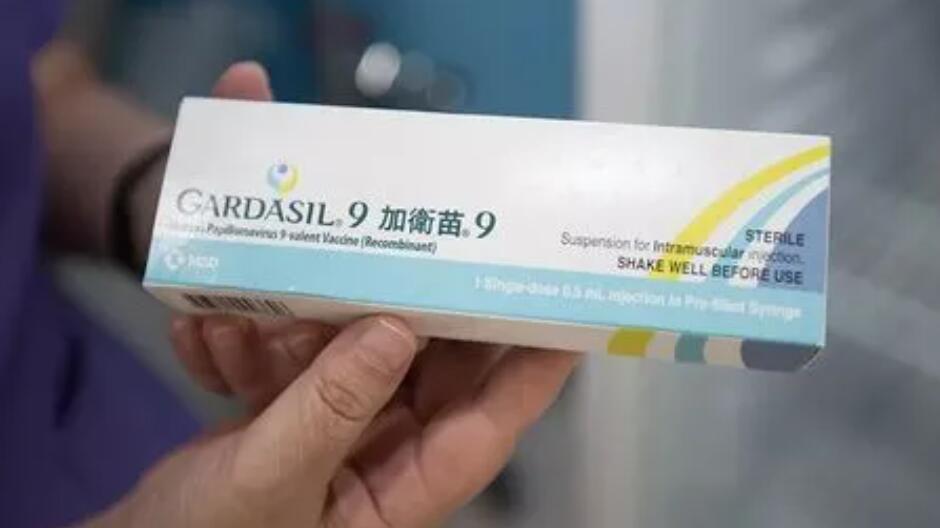 GARDASIL® 9 加衛苗® 9
Papillomavirus 9-valent Vaccine (Recombinant)
MSD
STERILE
Suspension for Intramuscular injection.
SHAKE WELL BEFORE USE
1 Single-dose 0.5 mL injection in Pre-filled Syringe